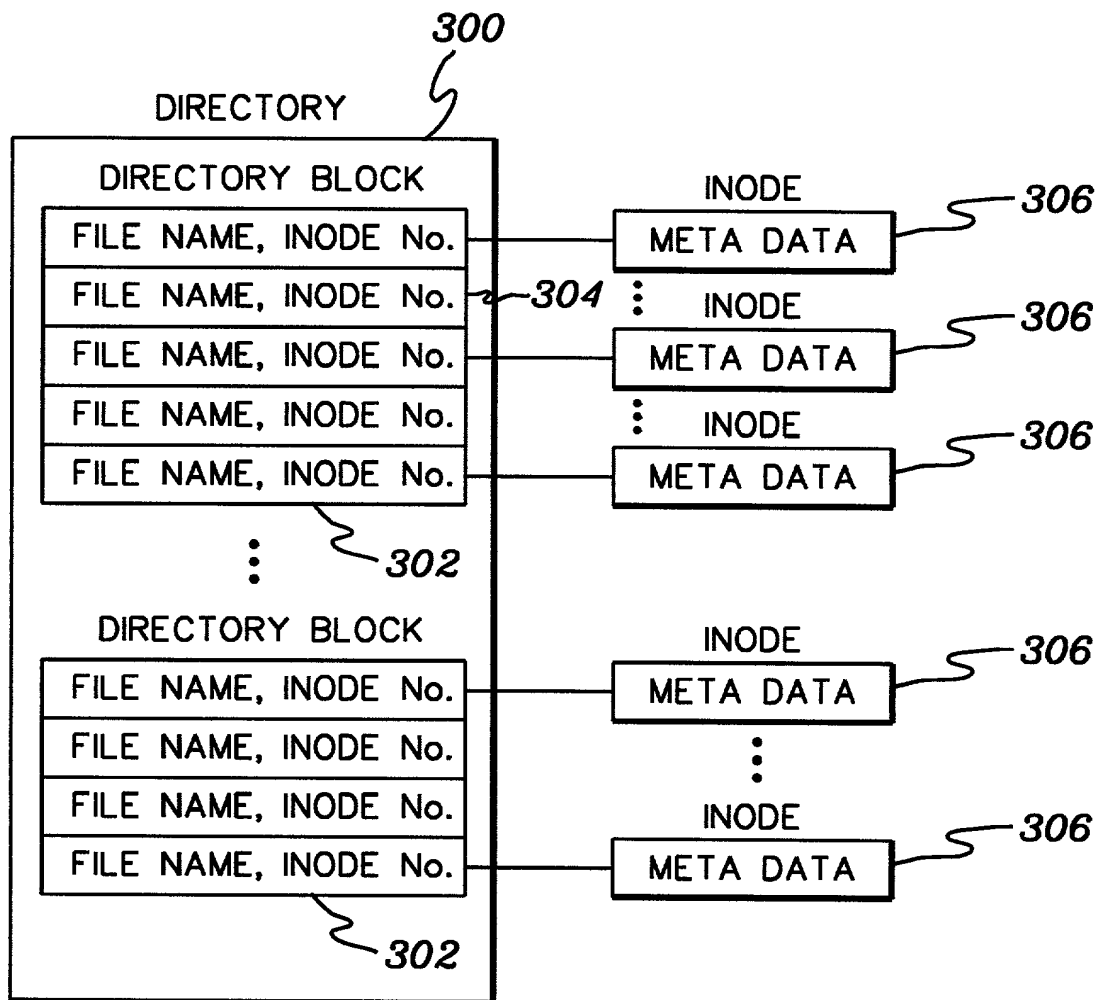 300
DIRECTORY
DIRECTORY BLOCK
INODE
306
FILE NAME, INODE No.
META DATA
FILE NAME, INODE No.
304
INODE
306
FILE NAME, INODE No.
META DATA
FILE NAME, INODE No.
INODE
306
FILE NAME, INODE No.
META DATA
302
DIRECTORY BLOCK
INODE
306
FILE NAME, INODE No.
META DATA
FILE NAME, INODE No.
FILE NAME, INODE No.
INODE
306
FILE NAME, INODE No.
META DATA
302